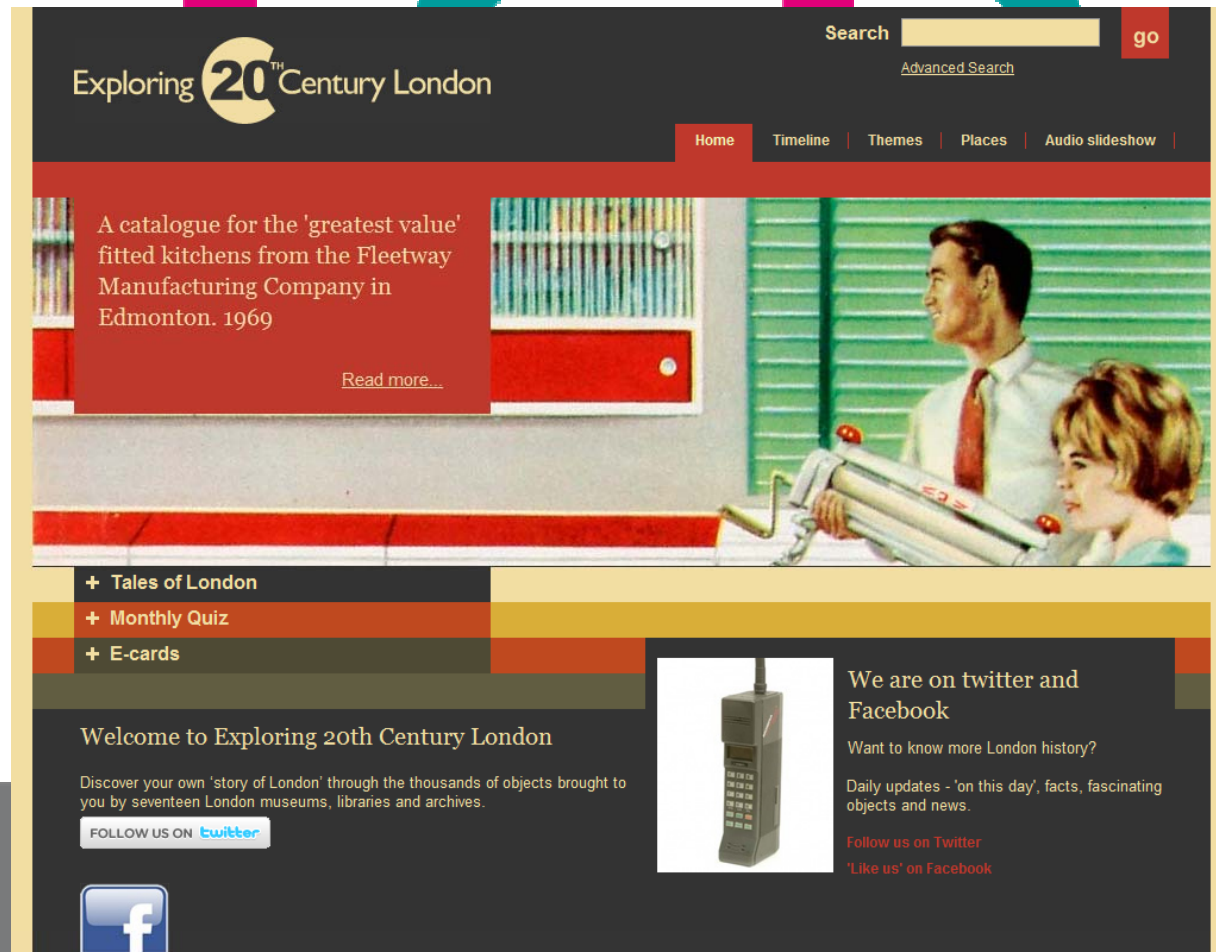 Search
go
Advanced Search
Exploring 20TH Century London
Home
Timeline
Themes
Places
Audio slideshow
A catalogue for the 'greatest value'
fitted kitchens from the Fleetway
Manufacturing Company in
Edmonton. 1969
Read more...
+ Tales of London
+ Monthly Quiz
+ E-cards
Welcome to Exploring 20th Century London
Discover your own ‘story of London’ through the thousands of objects brought to
you by seventeen London museums, libraries and archives.
FOLLOW US ON twitter
f
We are on twitter and
Facebook
Want to know more London history?
Daily updates - 'on this day', facts, fascinating
objects and news.
Follow us on Twitter
'Like us' on Facebook